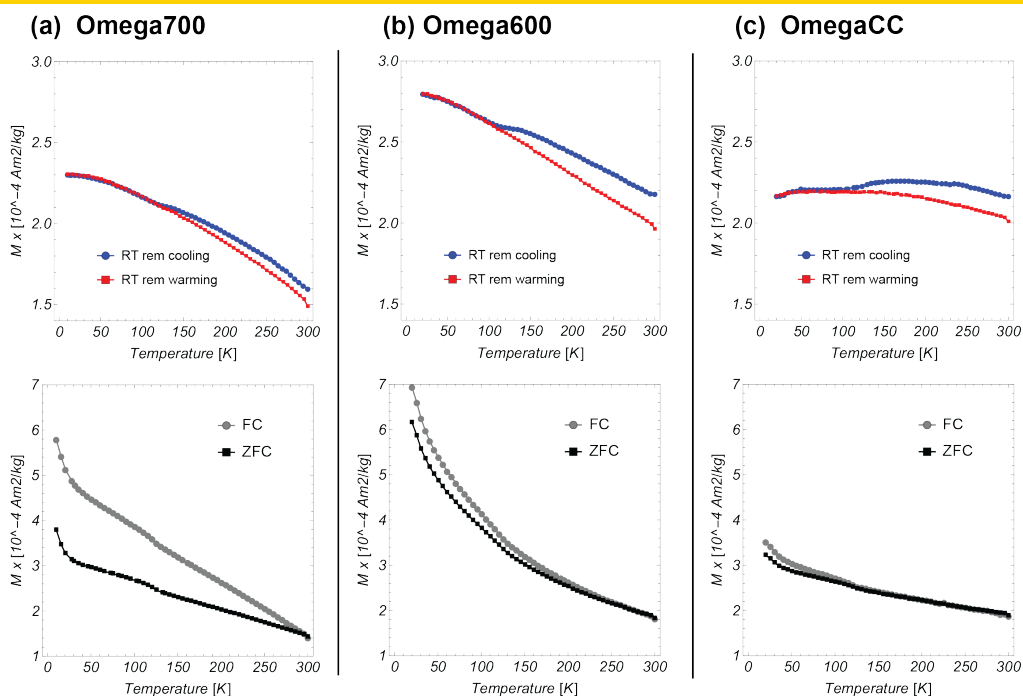 (a) Omega700
(b) Omega600
(c) OmegaCC
3.0
2.5
2.0
1.5
M x [10^−4 Am2/kg]
RT rem cooling
RT rem warming
0 50 100 150 200 250 300
Temperature [K]
3.0
2.5
2.0
1.5
M x [10^−4 Am2/kg]
RT rem cooling
RT rem warming
0 50 100 150 200 250 300
Temperature [K]
3.0
2.5
2.0
1.5
M x [10^−4 Am2/kg]
RT rem cooling
RT rem warming
0 50 100 150 200 250 300
Temperature [K]
7
6
5
4
3
2
1
M x [10^−4 Am2/kg]
FC
ZFC
0 50 100 150 200 250 300
Temperature [K]
7
6
5
4
3
2
1
M x [10^−4 Am2/kg]
FC
ZFC
0 50 100 150 200 250 300
Temperature [K]
7
6
5
4
3
2
1
M x [10^−4 Am2/kg]
FC
ZFC
0 50 100 150 200 250 300
Temperature [K]